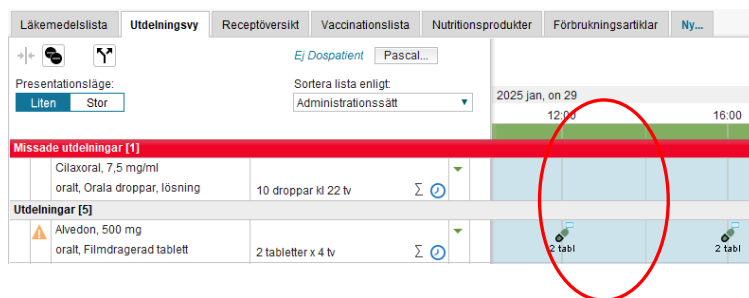 Läkemedelslista Utdelningsvy Receptöversikt Vaccinationslista Nutritionsprodukter Förbrukningsartiklar Ny...
Ej Dospatient Pascal...
Presentationsläge: Sortera lista enligt:
Liten Stor Administrationssätt
2025 jan, on 29
12:00 16:00
Missade utdelningar [1]
Cilaxoral, 7,5 mg/ml
oralt, Orala droppar, lösning 10 droppar kl 22 tv Σ
Utdelningar [5]
Alvedon, 500 mg
oralt, Filmdragerad tablett 2 tabletter x 4 tv Σ 2 tabl 2 tabl